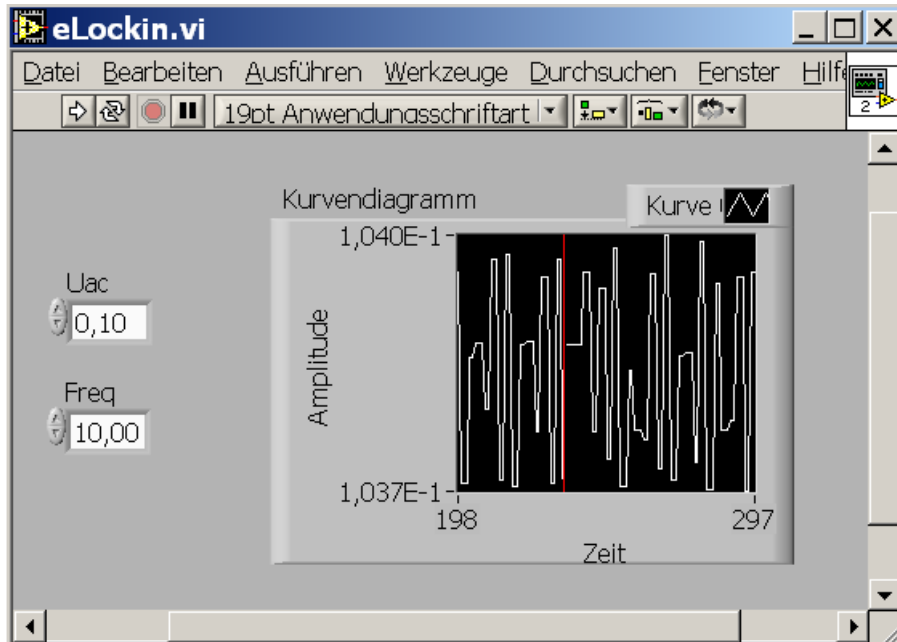 eLockin.vi
Datei Bearbeiten Ausführen Werkzeuge Durchsuchen Fenster Hilfe
19pt Anwendungsschriftart
2
Kurvendiagramm
Kurve
1,040E-1
Uac
0,10
Amplitude
Freq
10,00
1,037E-1
198 297
Zeit